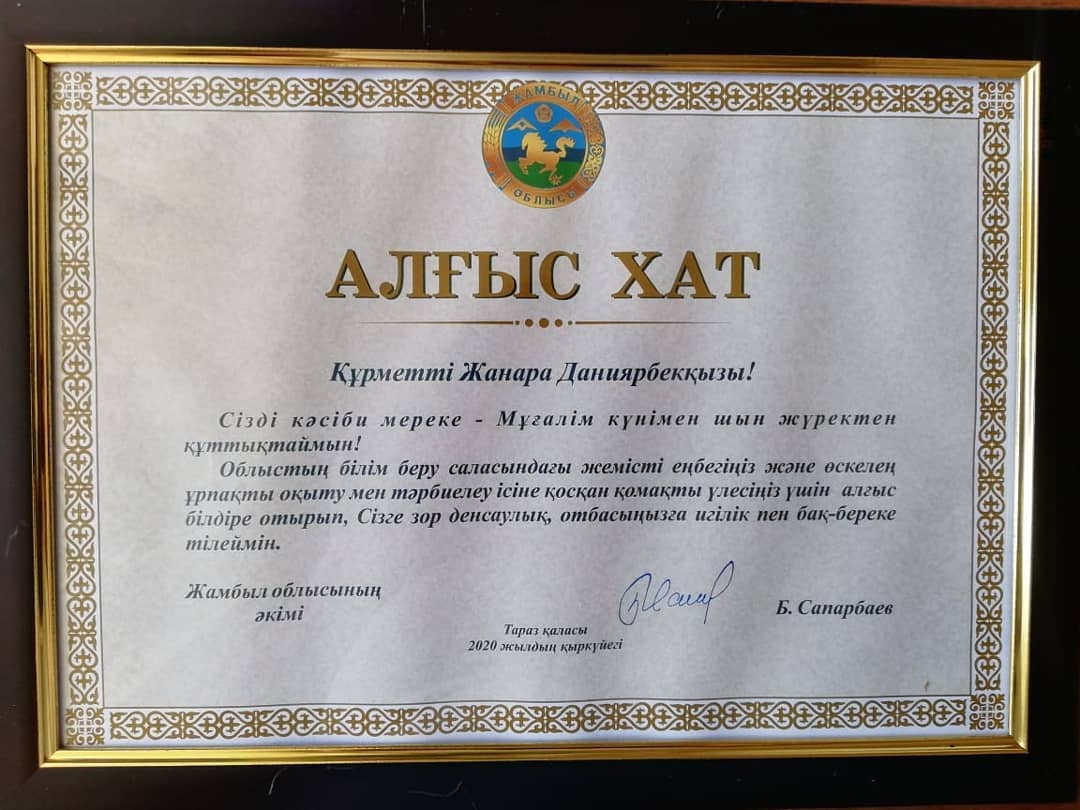 ЖАМБЫЛ
ОБЛЫСЫ
АЛҒЫС ХАТ
Құрметті Жанара Даниярбекқызы!
Сізді кәсіби мереке - Мұғалім күнімен шын жүректен
құттықтаймын!
Облыстың білім беру саласындағы жемісті еңбегіңіз және өскелең
ұрпақты оқыту мен тәрбиелеу ісіне қосқан қомақты үлесіңіз үшін алғыс
білдіре отырып, Сізге зор денсаулық, отбасыңызға игілік пен бақ-береке
тілеймін.
Жамбыл облысының
әкімі
Б. Сапарбаев
Тараз қаласы
2020 жылдың қыркүйегі